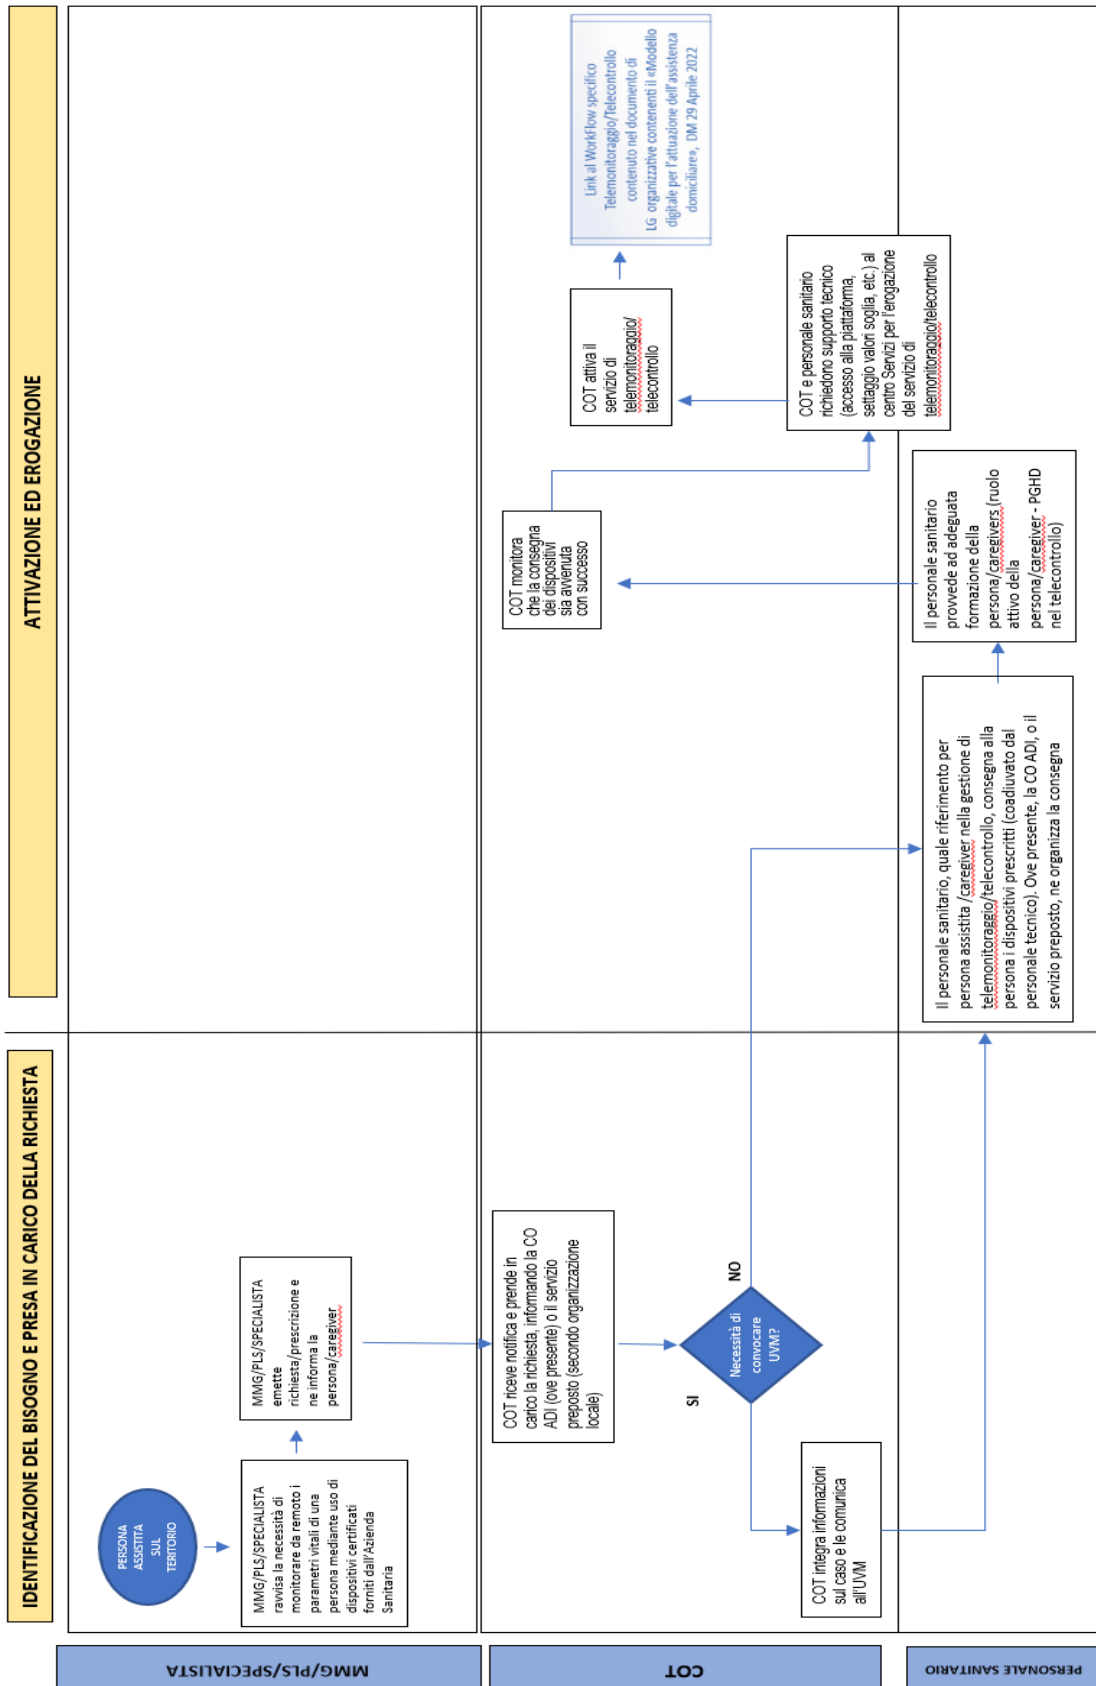 IDENTIFICAZIONE DEL BISOGNO E PRESA IN CARICO DELLA RICHIESTA
ATTIVAZIONE ED EROGAZIONE
MMG/PLS/SPECIALISTA
PERSONA
ASSISTITA
SUL
TERITORIO
MMG/PLS/SPECIALISTA
ravvisa la necessità di
monitorare da remoto i
parametri vitali di una
persona mediante uso di
dispositivi certificati
forniti dall'Azienda
Sanitaria
MMG/PLS/SPECIALISTA
emette
richiesta/prescrizione e
ne informa la
persona/caregiver
COT
COT riceve notifica e prende in
carico la richiesta, informando la CO
ADI (ove presente) o il servizio
preposto (secondo organizzazione
locale)
Necessità di
convocare
UVM?
SI
NO
COT integra informazioni
sul caso e le comunica
all'UVM
COT monitora
che la consegna
dei dispositivi
sia avvenuta
con successo
COT attiva il
servizio di
telemonitoraggio/
telecontrollo
Link al WorkFlow specifico
Telemonitoraggio/Telecontrollo
contenuto nel documento di
LG organizzative contenenti il «Modello
digitale per l'attuazione dell'assistenza
domiciliare», DM 29 Aprile 2022
COT e personale sanitario
richiedono supporto tecnico
(accesso alla piattaforma,
settaggio valori soglia, etc.) al
centro Servizi per l'erogazione
del servizio di
telemonitoraggio/telecontrollo
PERSONALE SANITARIO
Il personale sanitario, quale riferimento per
persona assistita /caregiver nella gestione di
telemonitoraggio/telecontrollo, consegna alla
persona i dispositivi prescritti (coadiuvato dal
personale tecnico). Ove presente, la CO ADI, o il
servizio preposto, ne organizza la consegna
Il personale sanitario
provvede ad adeguata
formazione della
persona/caregivers (ruolo
attivo della
persona/caregiver - PGHD
nel telecontrollo)